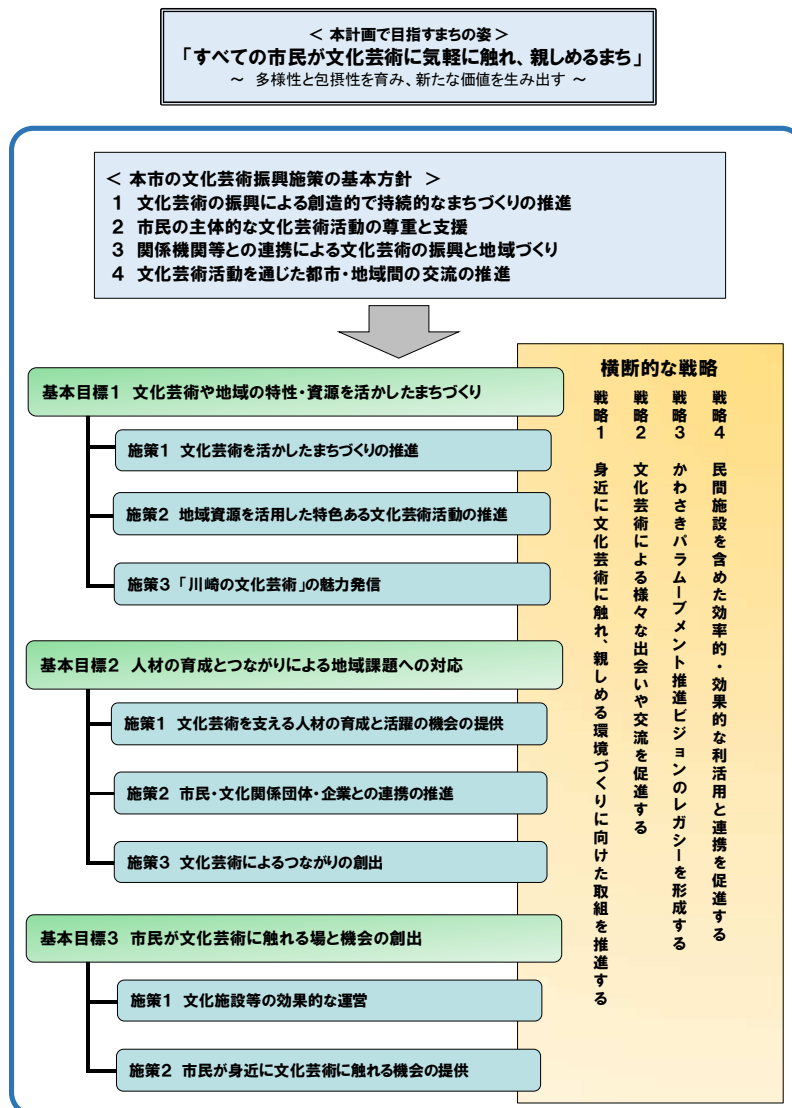 ＜ 本計画で目指すまちの姿 ＞
「すべての市民が文化芸術に気軽に触れ、親しめるまち」
～ 多様性と包摂性を育み、新たな価値を生み出す ～
＜ 本市の文化芸術振興施策の基本方針 ＞
１ 文化芸術の振興による創造的で持続的なまちづくりの推進
２ 市民の主体的な文化芸術活動の尊重と支援
３ 関係機関等との連携による文化芸術の振興と地域づくり
４ 文化芸術活動を通じた都市・地域間の交流の推進
基本目標１ 文化芸術や地域の特性・資源を活かしたまちづくり
施策１ 文化芸術を活かしたまちづくりの推進
施策２ 地域資源を活用した特色ある文化芸術活動の推進
施策３ 「川崎の文化芸術」の魅力発信
基本目標２ 人材の育成とつながりによる地域課題への対応
施策１ 文化芸術を支える人材の育成と活躍の機会の提供
施策２ 市民・文化関係団体・企業との連携の推進
施策３ 文化芸術によるつながりの創出
基本目標３ 市民が文化芸術に触れる場と機会の創出
施策１ 文化施設等の効果的な運営
施策２ 市民が身近に文化芸術に触れる機会の提供
横断的な戦略
戦略１ 身近に文化芸術に触れ、親しめる環境づくりに向けた取組を推進する
戦略２ 文化芸術による様々な出会いや交流を促進する
戦略３ かわさきパラムーブメント推進ビジョンのレガシーを形成する
戦略４ 民間施設を含めた効率的・効果的な利活用と連携を促進する